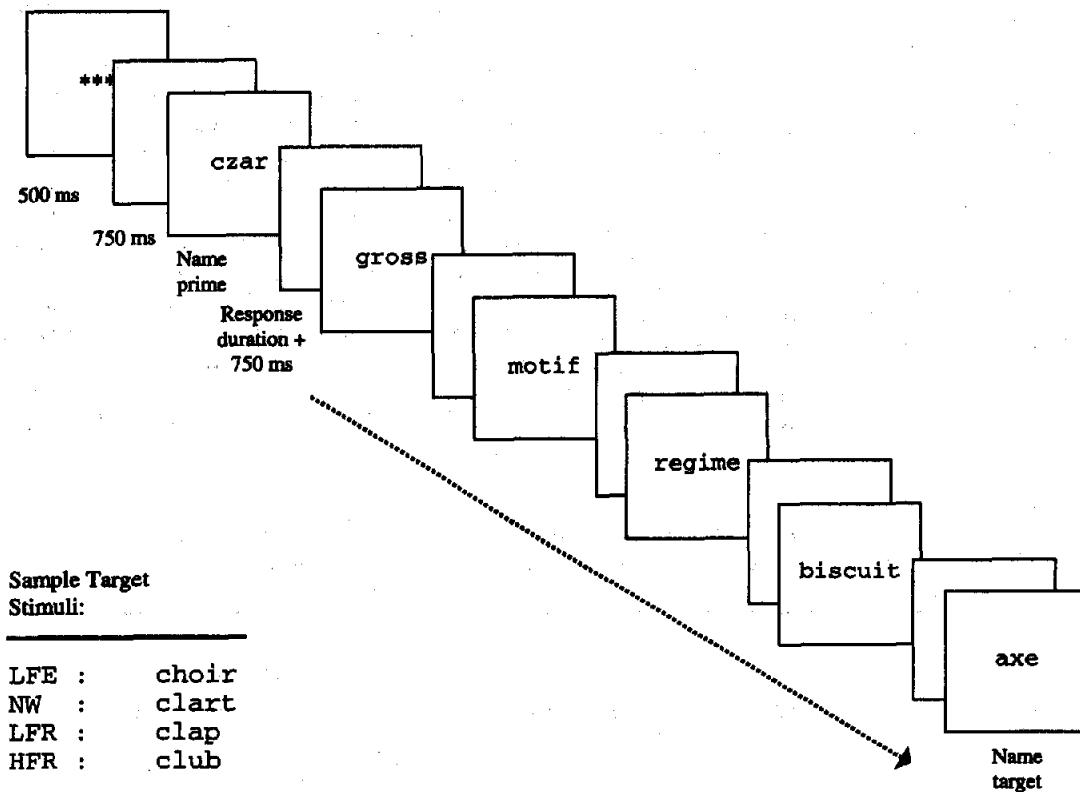 ***
500 ms
750 ms
czar
Name
prime
Response
duration +
750 ms
gross
motif
regime
biscuit
axe
Name
target
Sample Target
Stimuli:
LFE : choir
NW : clart
LFR : clap
HFR : club